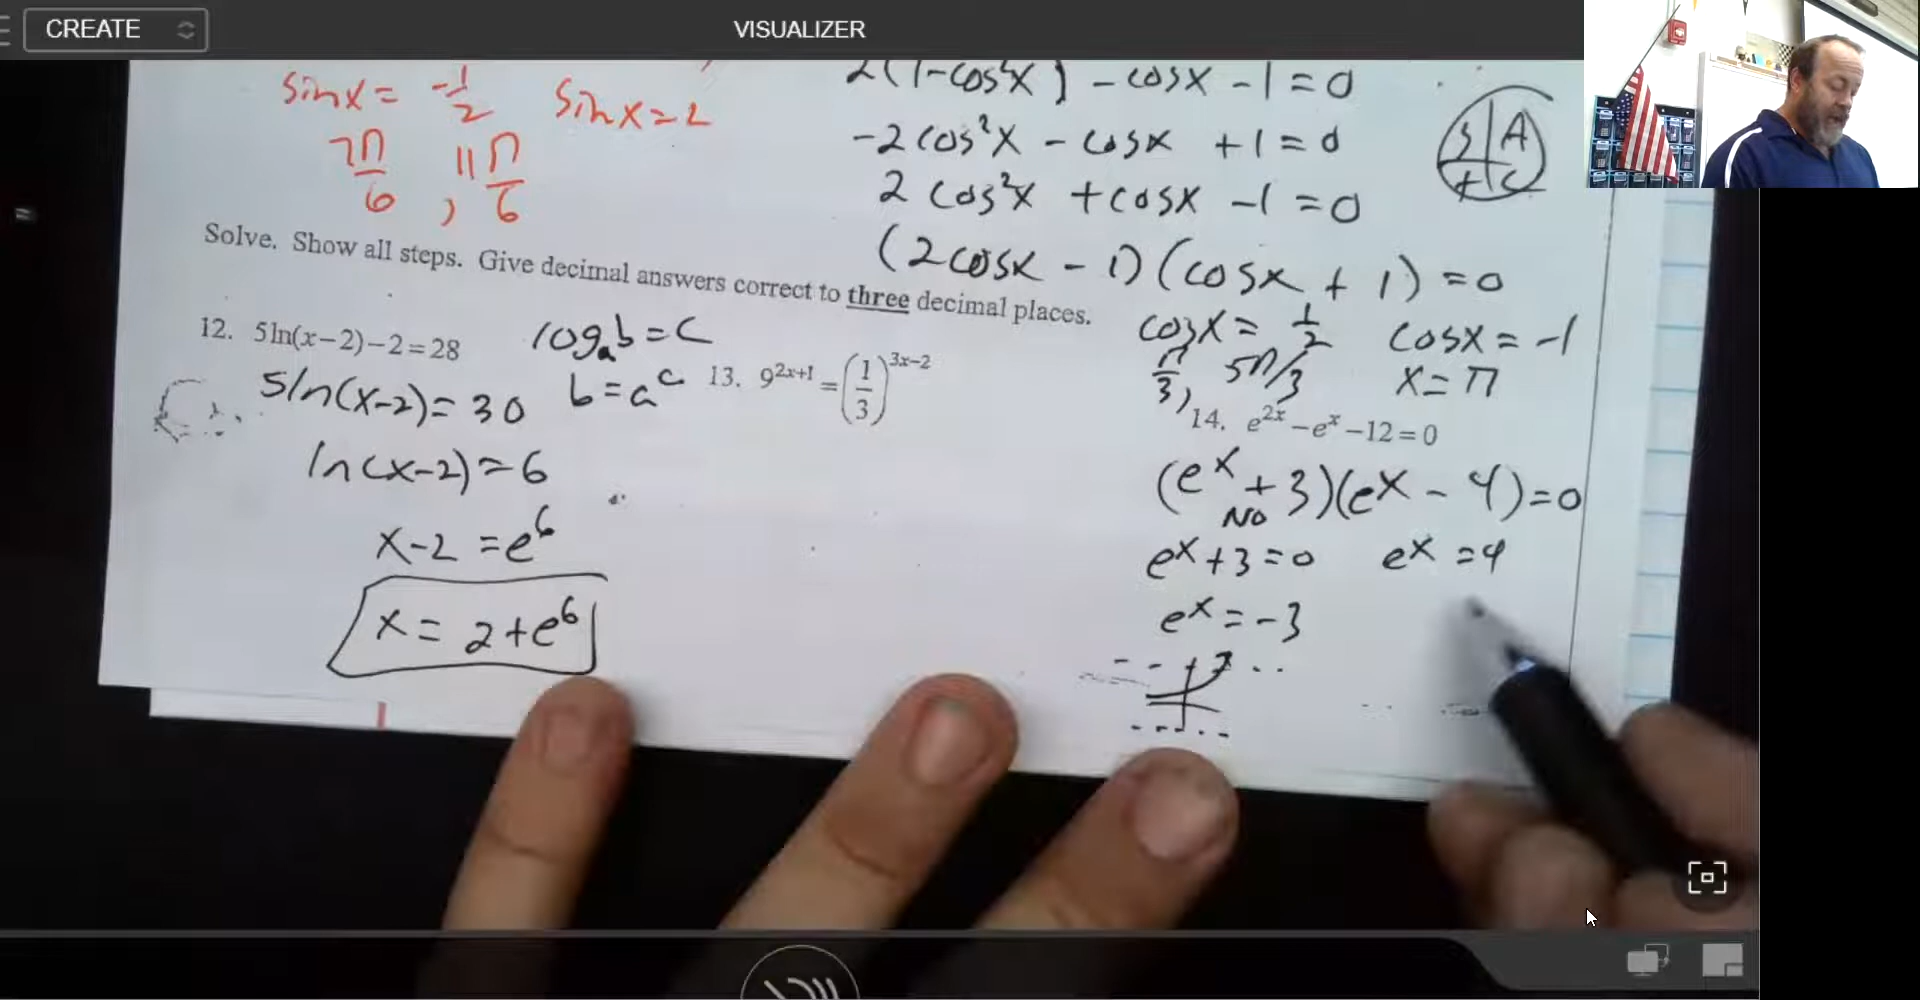 CREATE
VISUALIZER
sinx = -1/2 sinx = 2
7π/6 , 11π/6
2(1-cos²x) - cosx - 1 = 0
-2cos²x - cosx + 1 = 0
2cos²x + cosx - 1 = 0
(2cosx - 1)(cosx + 1) = 0
cosx = 1/2 cosx = -1
π/3, 5π/3 x = π
S A
T C
Solve. Show all steps. Give decimal answers correct to three decimal places.
12. 5ln(x-2)-2=28
log_a b = c
b = a^c
5ln(x-2) = 30
ln(x-2) = 6
x-2 = e^6
x = 2+e^6
13. 9^{2x+1} = (1/3)^{3x-2}
14. e^{2x} - e^x - 12 = 0
(e^x + 3)(e^x - 4) = 0
NO
e^x + 3 = 0 e^x = 4
e^x = -3